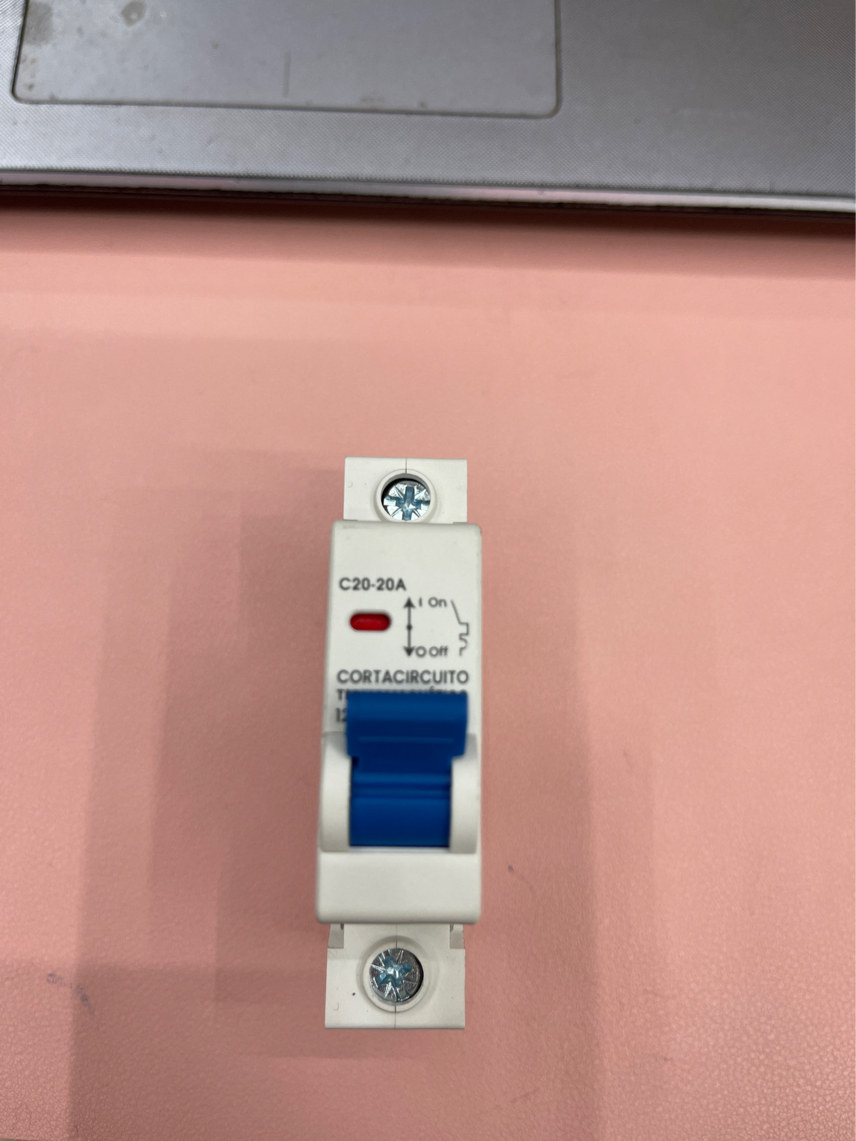 C20-20A
I On
O Off
CORTACIRCUITO